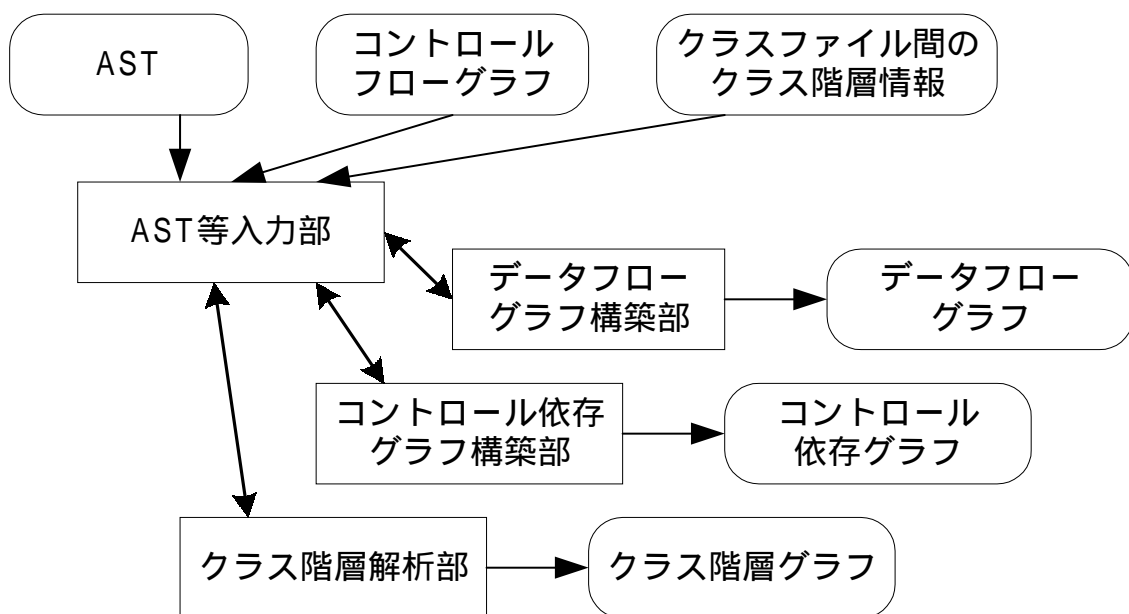 AST
コントロール
フローグラフ
クラスファイル間の
クラス階層情報
AST等入力部
データフロー
グラフ構築部
データフロー
グラフ
コントロール依存
グラフ構築部
コントロール
依存グラフ
クラス階層解析部
クラス階層グラフ